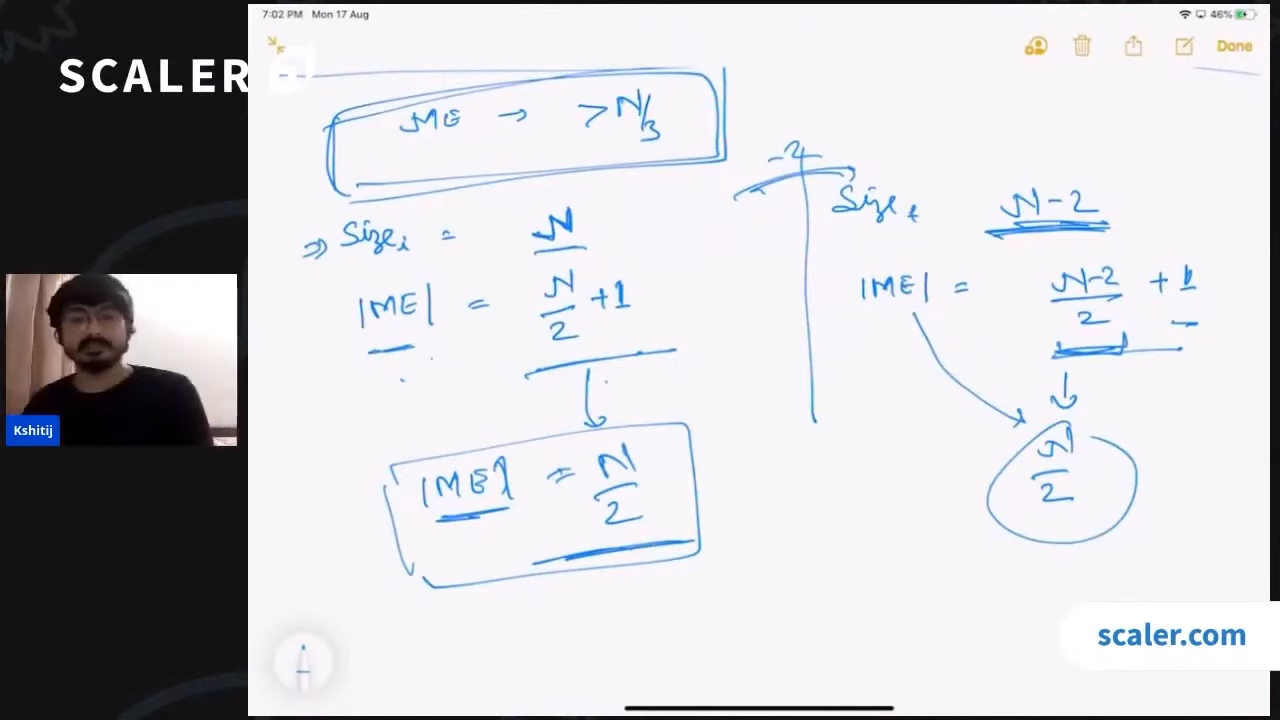 7:02 PM Mon 17 Aug
46%
SCALER
Done
ME → > N/3
-2
⇒ Size i = N
Size f N-2
|ME| = N/2 + 1
|ME| = N-2/2 + 1
|ME| = N/2
N/2
Kshitij
scaler.com